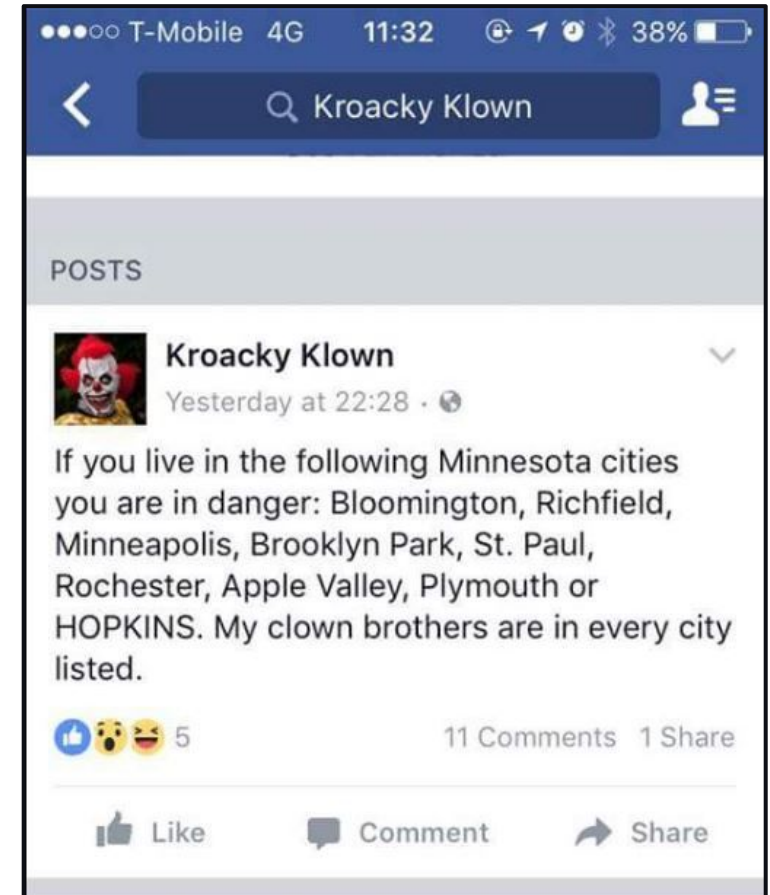 T-Mobile 4G 11:32 38%
Kroacky Klown
POSTS
Kroacky Klown
Yesterday at 22:28 ·
If you live in the following Minnesota cities
you are in danger: Bloomington, Richfield,
Minneapolis, Brooklyn Park, St. Paul,
Rochester, Apple Valley, Plymouth or
HOPKINS. My clown brothers are in every city
listed.
5 11 Comments 1 Share
Like Comment Share